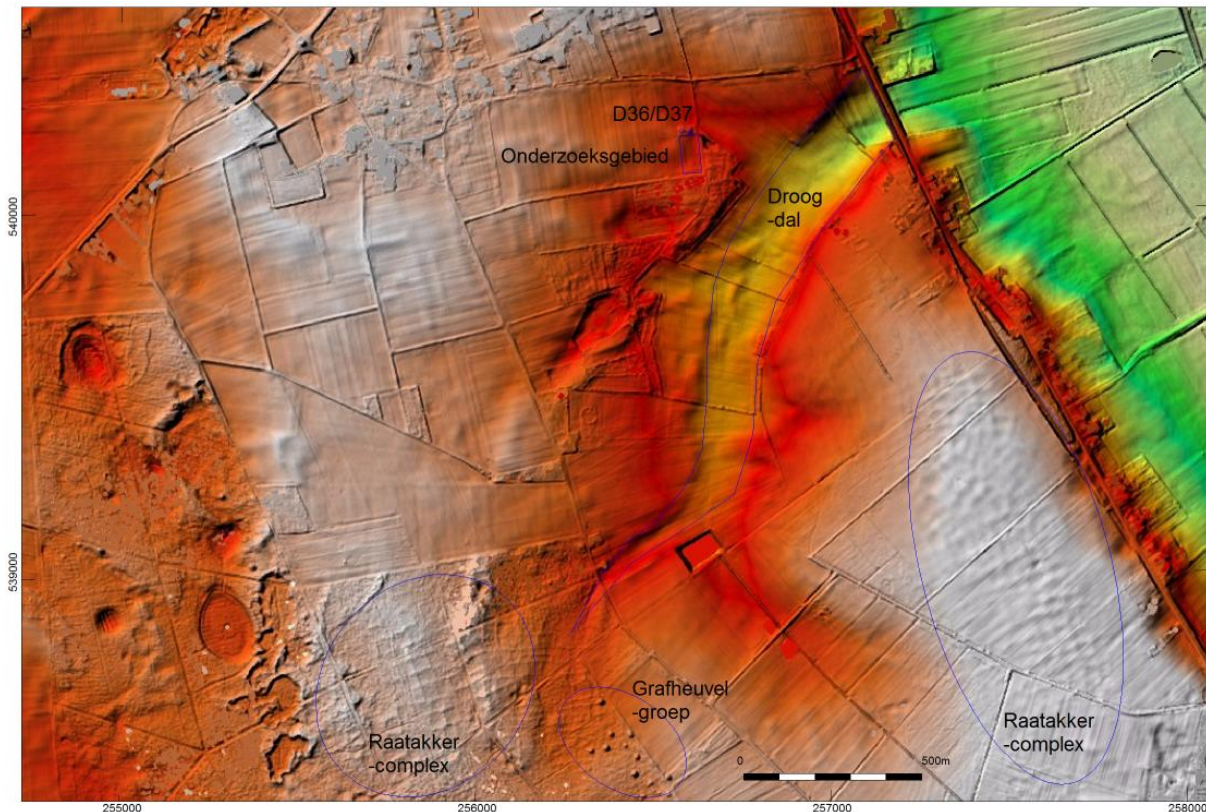 D36/D37
Onderzoeksgebied
Droog
-dal
540000
539000
Grafheuvel
-groep
Raatakker
-complex
Raatakker
-complex
0
500m
255000
256000
257000
258000